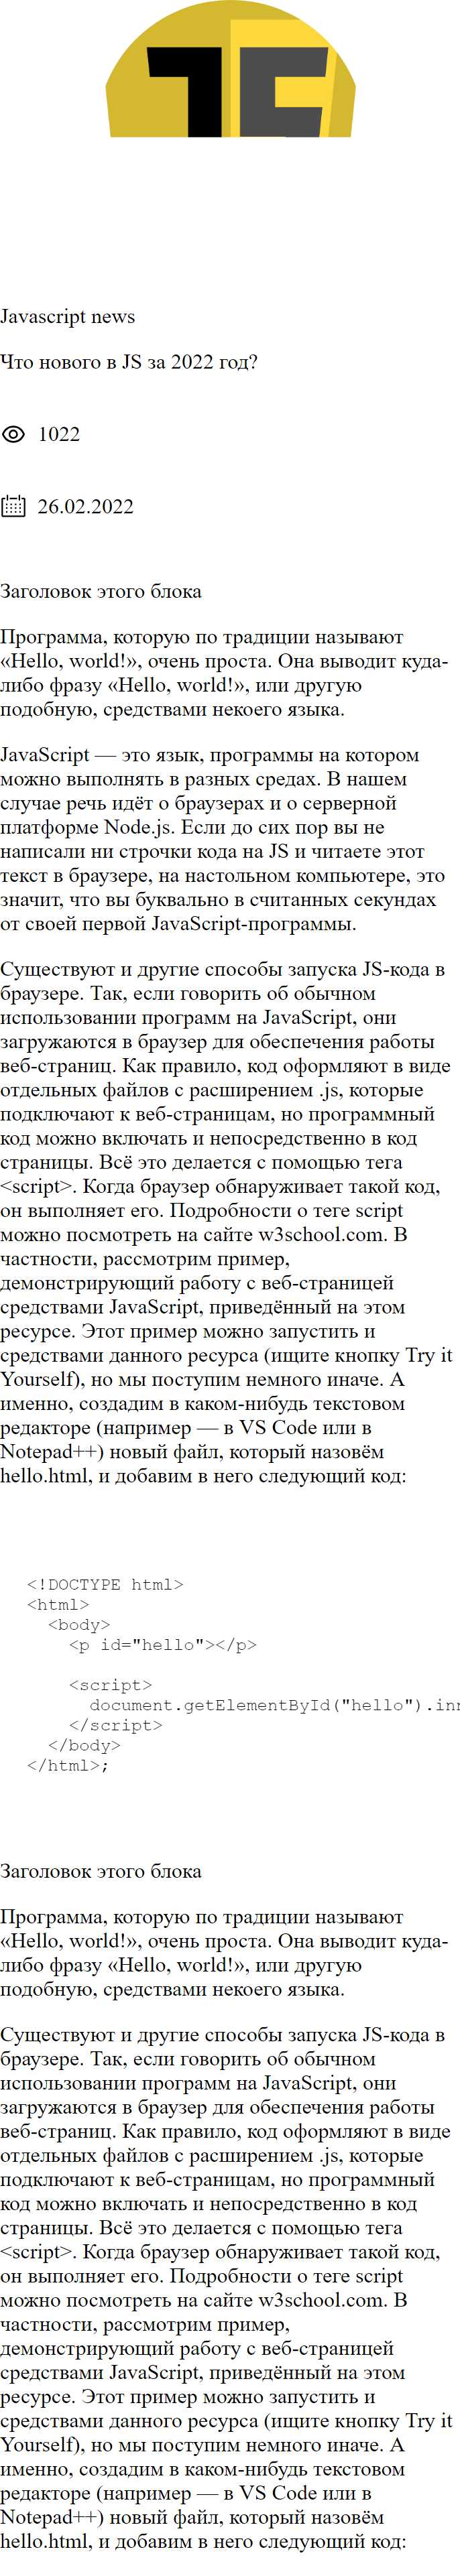 JS
Javascript news
Что нового в JS за 2022 год?
1022
26.02.2022
Заголовок этого блока
Программа, которую по традиции называют
«Hello, world!», очень проста. Она выводит куда-
либо фразу «Hello, world!», или другую
подобную, средствами некоего языка.
JavaScript — это язык, программы на котором
можно выполнять в разных средах. В нашем
случае речь идёт о браузерах и о серверной
платформе Node.js. Если до сих пор вы не
написали ни строчки кода на JS и читаете этот
текст в браузере, на настольном компьютере, это
значит, что вы буквально в считанных секундах
от своей первой JavaScript-программы.
Существуют и другие способы запуска JS-кода в
браузере. Так, если говорить об обычном
использовании программ на JavaScript, они
загружаются в браузер для обеспечения работы
веб-страниц. Как правило, код оформляют в виде
отдельных файлов с расширением .js, которые
подключают к веб-страницам, но программный
код можно включать и непосредственно в код
страницы. Всё это делается с помощью тега
<script>. Когда браузер обнаруживает такой код,
он выполняет его. Подробности о теге script
можно посмотреть на сайте w3school.com. В
частности, рассмотрим пример,
демонстрирующий работу с веб-страницей
средствами JavaScript, приведённый на этом
ресурсе. Этот пример можно запустить и
средствами данного ресурса (ищите кнопку Try it
Yourself), но мы поступим немного иначе. А
именно, создадим в каком-нибудь текстовом
редакторе (например — в VS Code или в
Notepad++) новый файл, который назовём
hello.html, и добавим в него следующий код:
<!DOCTYPE html>
<html>
<body>
<p id="hello"></p>
<script>
document.getElementById("hello").inn
</script>
</body>
</html>;
Заголовок этого блока
Программа, которую по традиции называют
«Hello, world!», очень проста. Она выводит куда-
либо фразу «Hello, world!», или другую
подобную, средствами некоего языка.
Существуют и другие способы запуска JS-кода в
браузере. Так, если говорить об обычном
использовании программ на JavaScript, они
загружаются в браузер для обеспечения работы
веб-страниц. Как правило, код оформляют в виде
отдельных файлов с расширением .js, которые
подключают к веб-страницам, но программный
код можно включать и непосредственно в код
страницы. Всё это делается с помощью тега
<script>. Когда браузер обнаруживает такой код,
он выполняет его. Подробности о теге script
можно посмотреть на сайте w3school.com. В
частности, рассмотрим пример,
демонстрирующий работу с веб-страницей
средствами JavaScript, приведённый на этом
ресурсе. Этот пример можно запустить и
средствами данного ресурса (ищите кнопку Try it
Yourself), но мы поступим немного иначе. А
именно, создадим в каком-нибудь текстовом
редакторе (например — в VS Code или в
Notepad++) новый файл, который назовём
hello.html, и добавим в него следующий код: